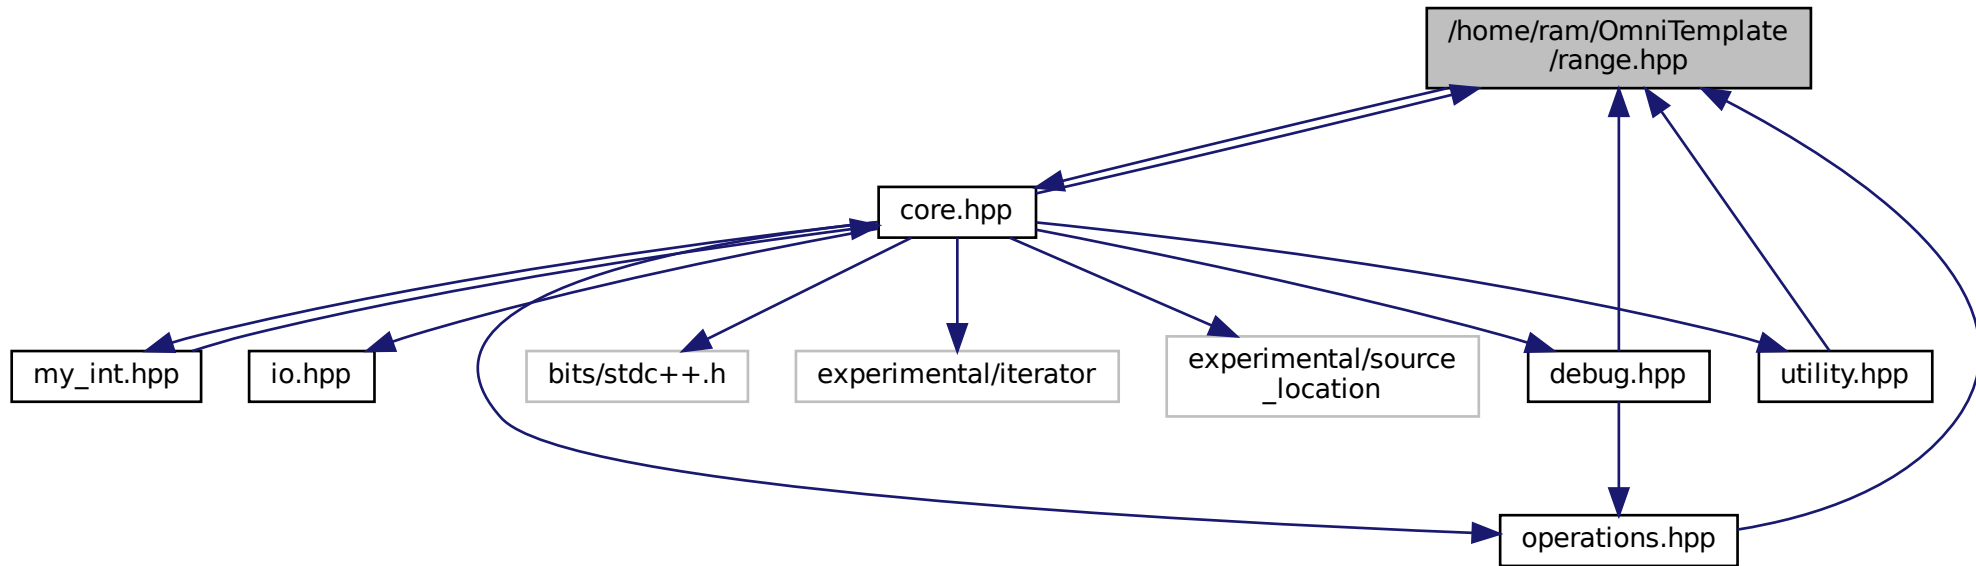 /home/ram/OmniTemplate
/range.hpp
core.hpp
my_int.hpp
io.hpp
bits/stdc++.h
experimental/iterator
experimental/source
_location
debug.hpp
utility.hpp
operations.hpp